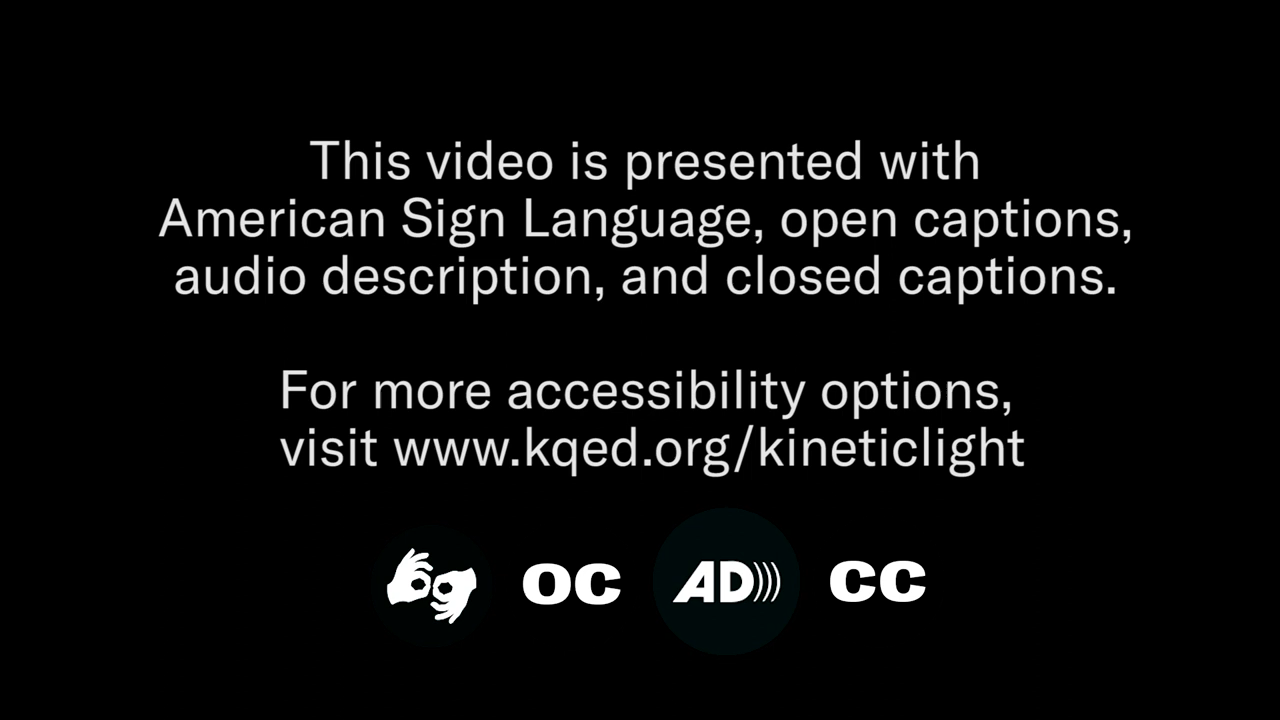 This video is presented with
American Sign Language, open captions,
audio description, and closed captions.
For more accessibility options,
visit www.kqed.org/kineticlight
OC AD CC